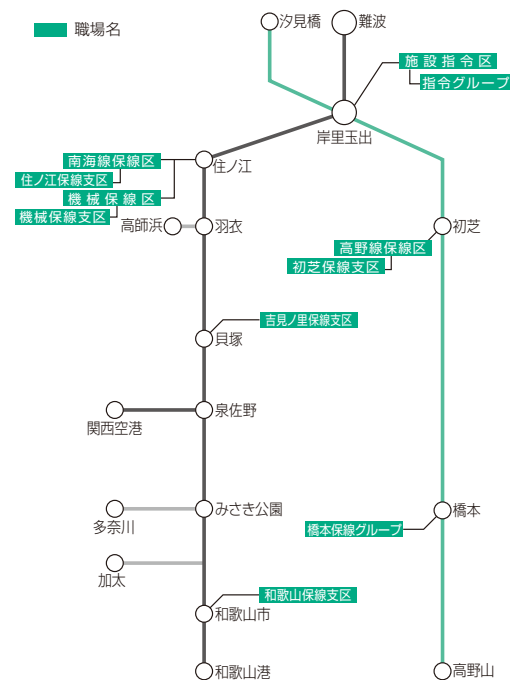 職場名
汐見橋
難波
施設指令区
指令グループ
岸里玉出
南海線保線区
住ノ江
住ノ江保線支区
機械保線区
機械保線支区
高師浜
羽衣
初芝
高野線保線区
初芝保線支区
吉見ノ里保線支区
貝塚
泉佐野
関西空港
みさき公園
橋本
多奈川
橋本保線グループ
加太
和歌山保線支区
和歌山市
和歌山港
高野山